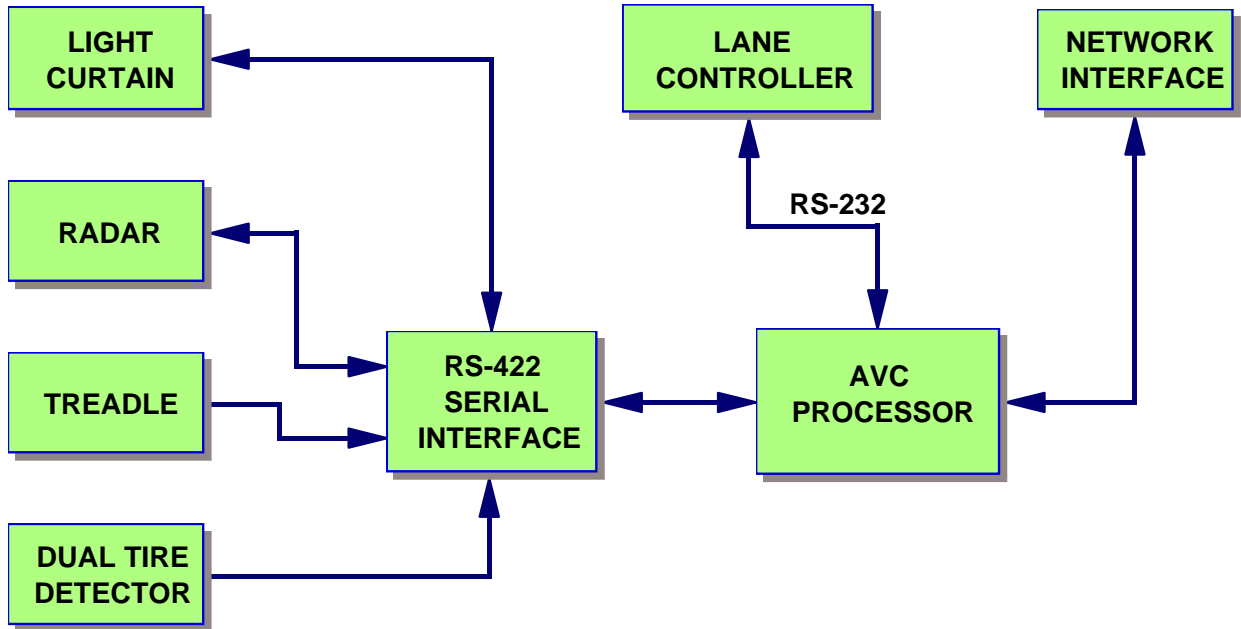 LIGHT
CURTAIN
LANE
CONTROLLER
NETWORK
INTERFACE
RADAR
RS-232
TREADLE
RS-422
SERIAL
INTERFACE
AVC
PROCESSOR
DUAL TIRE
DETECTOR